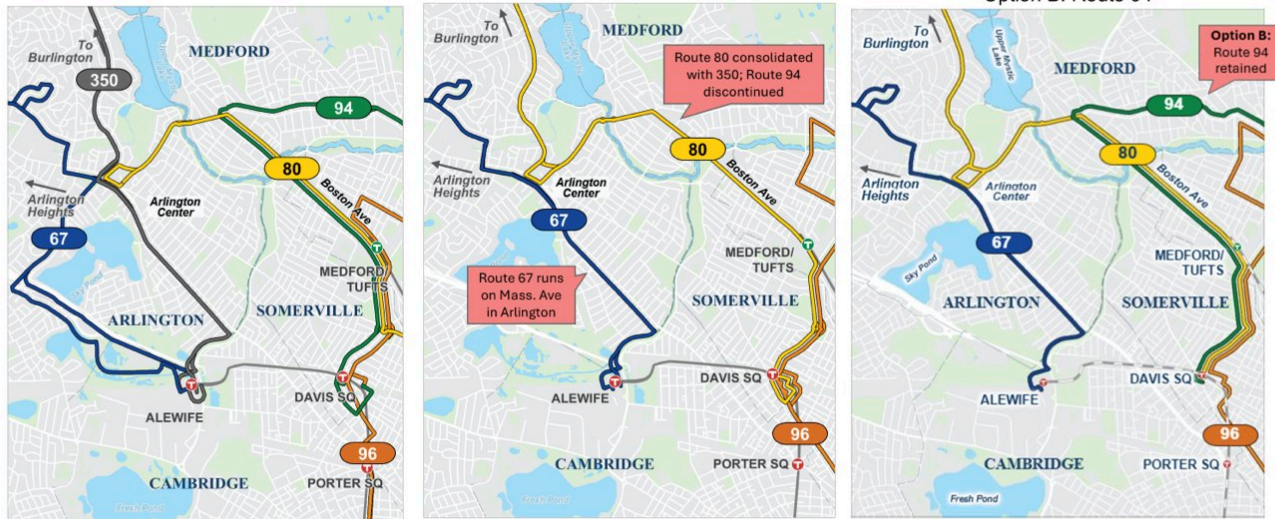 To
Burlington
350
MEDFORD
94
80
Boston Ave
Arlington
Center
Arlington
Heights
67
Spy Pond
MEDFORD/
TUFTS
ARLINGTON
SOMERVILLE
ALEWIFE
DAVIS SQ
96
CAMBRIDGE
PORTER SQ
Fresh Pond
To
Burlington
MEDFORD
Route 80 consolidated
with 350; Route 94
discontinued
80
Boston Ave
Arlington
Heights
Arlington
Center
67
MEDFORD/
TUFTS
Route 67 runs
on Mass. Ave
in Arlington
SOMERVILLE
DAVIS SQ
ALEWIFE
96
CAMBRIDGE
PORTER SQ
Fresh Pond
To
Burlington
Upper Mystic
Lake
MEDFORD
Option B:
Route 94
retained
94
80
Boston Ave
Arlington
Heights
Arlington
Center
67
Spy Pond
MEDFORD/
TUFTS
ARLINGTON
SOMERVILLE
DAVIS SQ
ALEWIFE
96
CAMBRIDGE
PORTER SQ
Fresh Pond